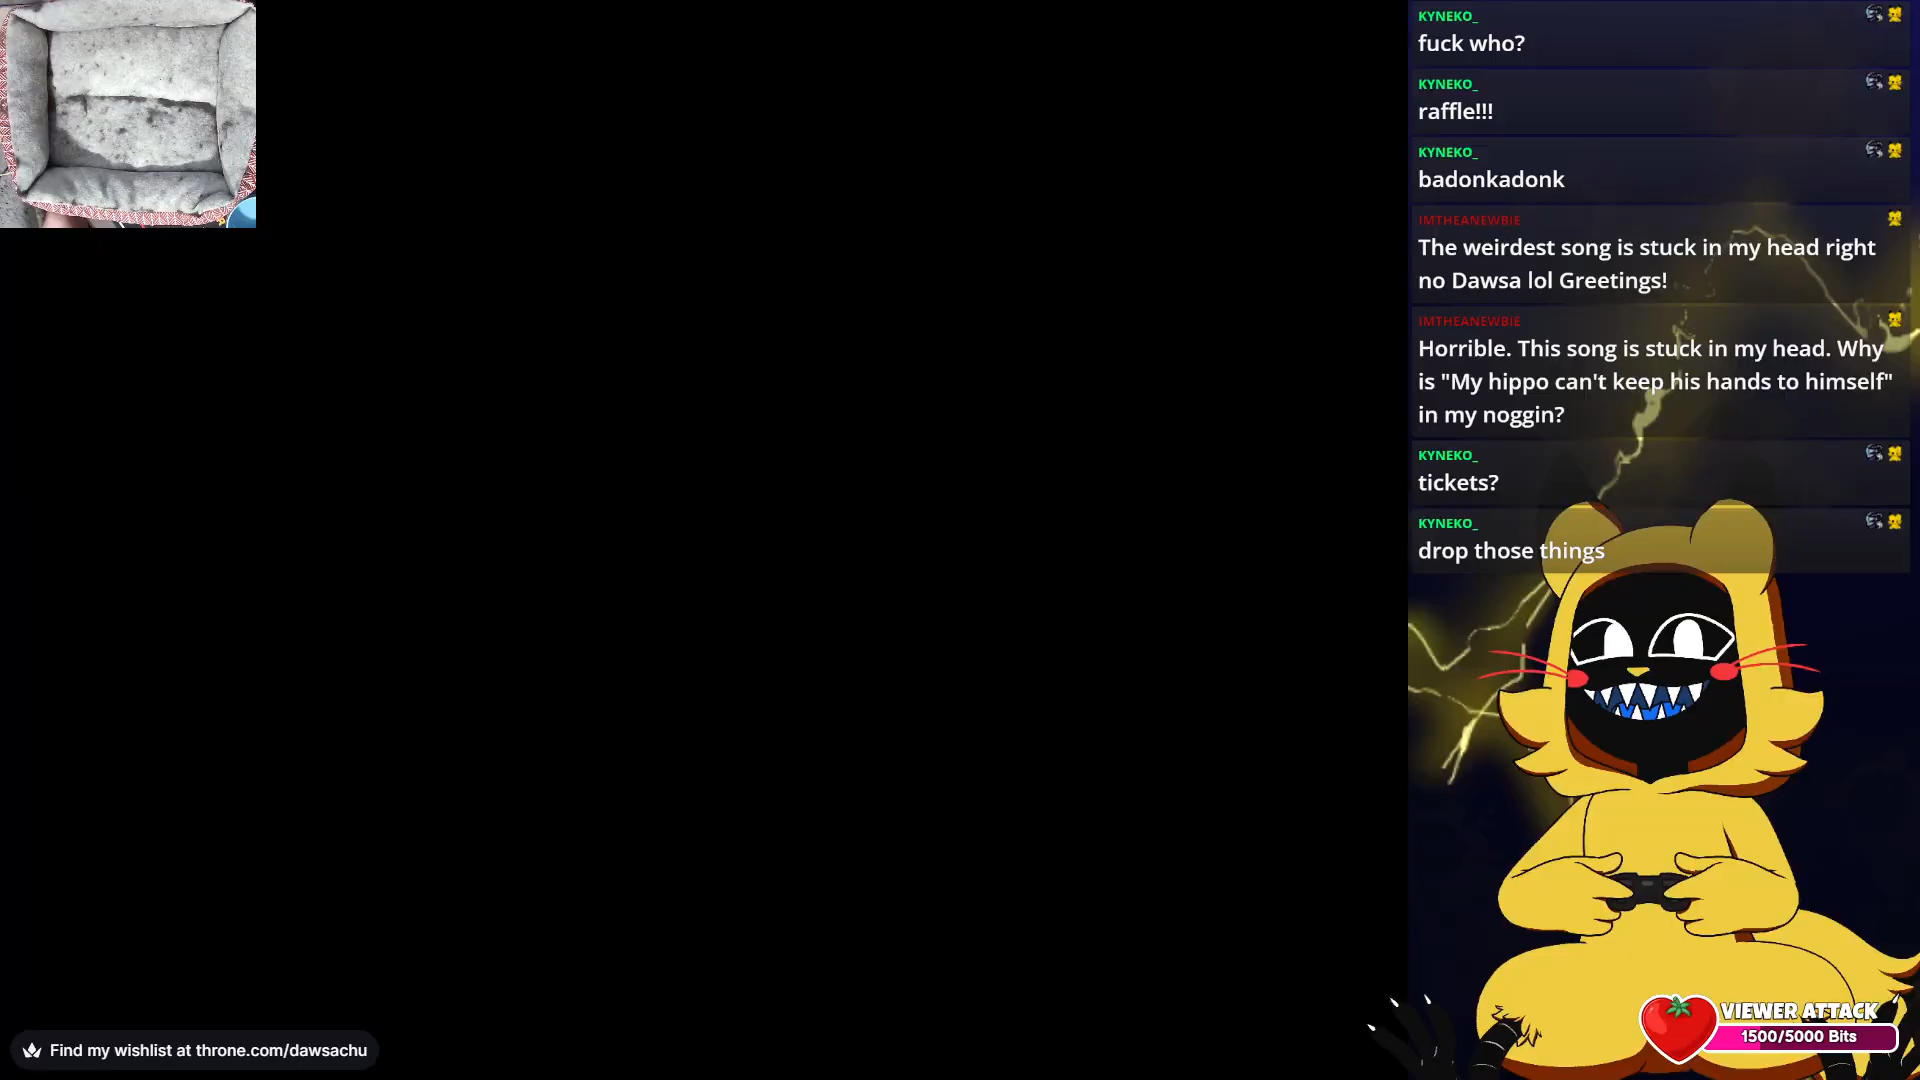 KYNEKO_
fuck who?
KYNEKO_
raffle!!!
KYNEKO_
badonkadonk
IMTHEANEWBIE
The weirdest song is stuck in my head right
no Dawsa lol Greetings!
IMTHEANEWBIE
Horrible. This song is stuck in my head. Why
is "My hippo can't keep his hands to himself"
in my noggin?
KYNEKO_
tickets?
KYNEKO_
drop those things
VIEWER ATTACK
1500/5000 Bits
Find my wishlist at throne.com/dawsachu